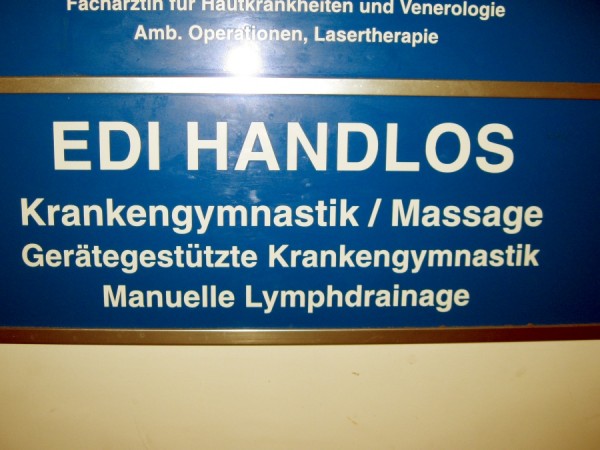 Fachärztin für Hautkrankheiten und Venerologie
Amb. Operationen, Lasertherapie
EDI HANDLOS
Krankengymnastik / Massage
Gerätegestützte Krankengymnastik
Manuelle Lymphdrainage